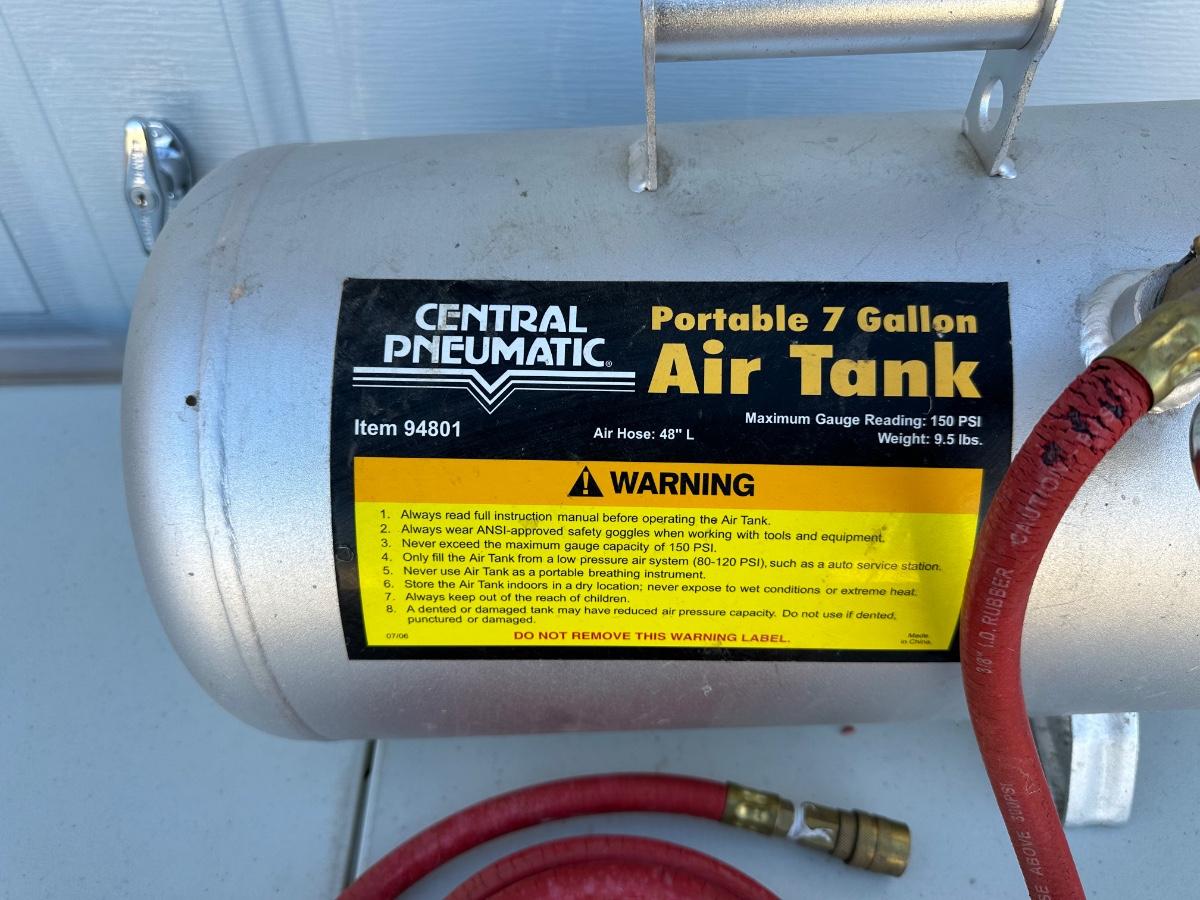 CENTRAL
PNEUMATIC®
Portable 7 Gallon
Air Tank
Item 94801
Air Hose: 48" L
Maximum Gauge Reading: 150 PSI
Weight: 9.5 lbs.
WARNING
1. Always read full instruction manual before operating the Air Tank.
2. Always wear ANSI-approved safety goggles when working with tools and equipment.
3. Never exceed the maximum gauge capacity of 150 PSI.
4. Only fill the Air Tank from a low pressure air system (80-120 PSI), such as a auto service station.
5. Never use Air Tank as a portable breathing instrument.
6. Store the Air Tank indoors in a dry location; never expose to wet conditions or extreme heat.
7. Always keep out of the reach of children.
8. A dented or damaged tank may have reduced air pressure capacity. Do not use if dented,
punctured or damaged.
07/06
DO NOT REMOVE THIS WARNING LABEL.
Made
in China.
3/8" I.D. RUBBER CAUTION
ABOVE 300PSI